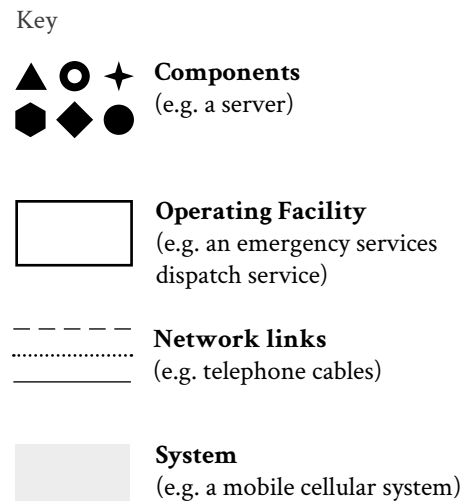 Key
Components
(e.g. a server)
Operating Facility
(e.g. an emergency services
dispatch service)
Network links
(e.g. telephone cables)
System
(e.g. a mobile cellular system)